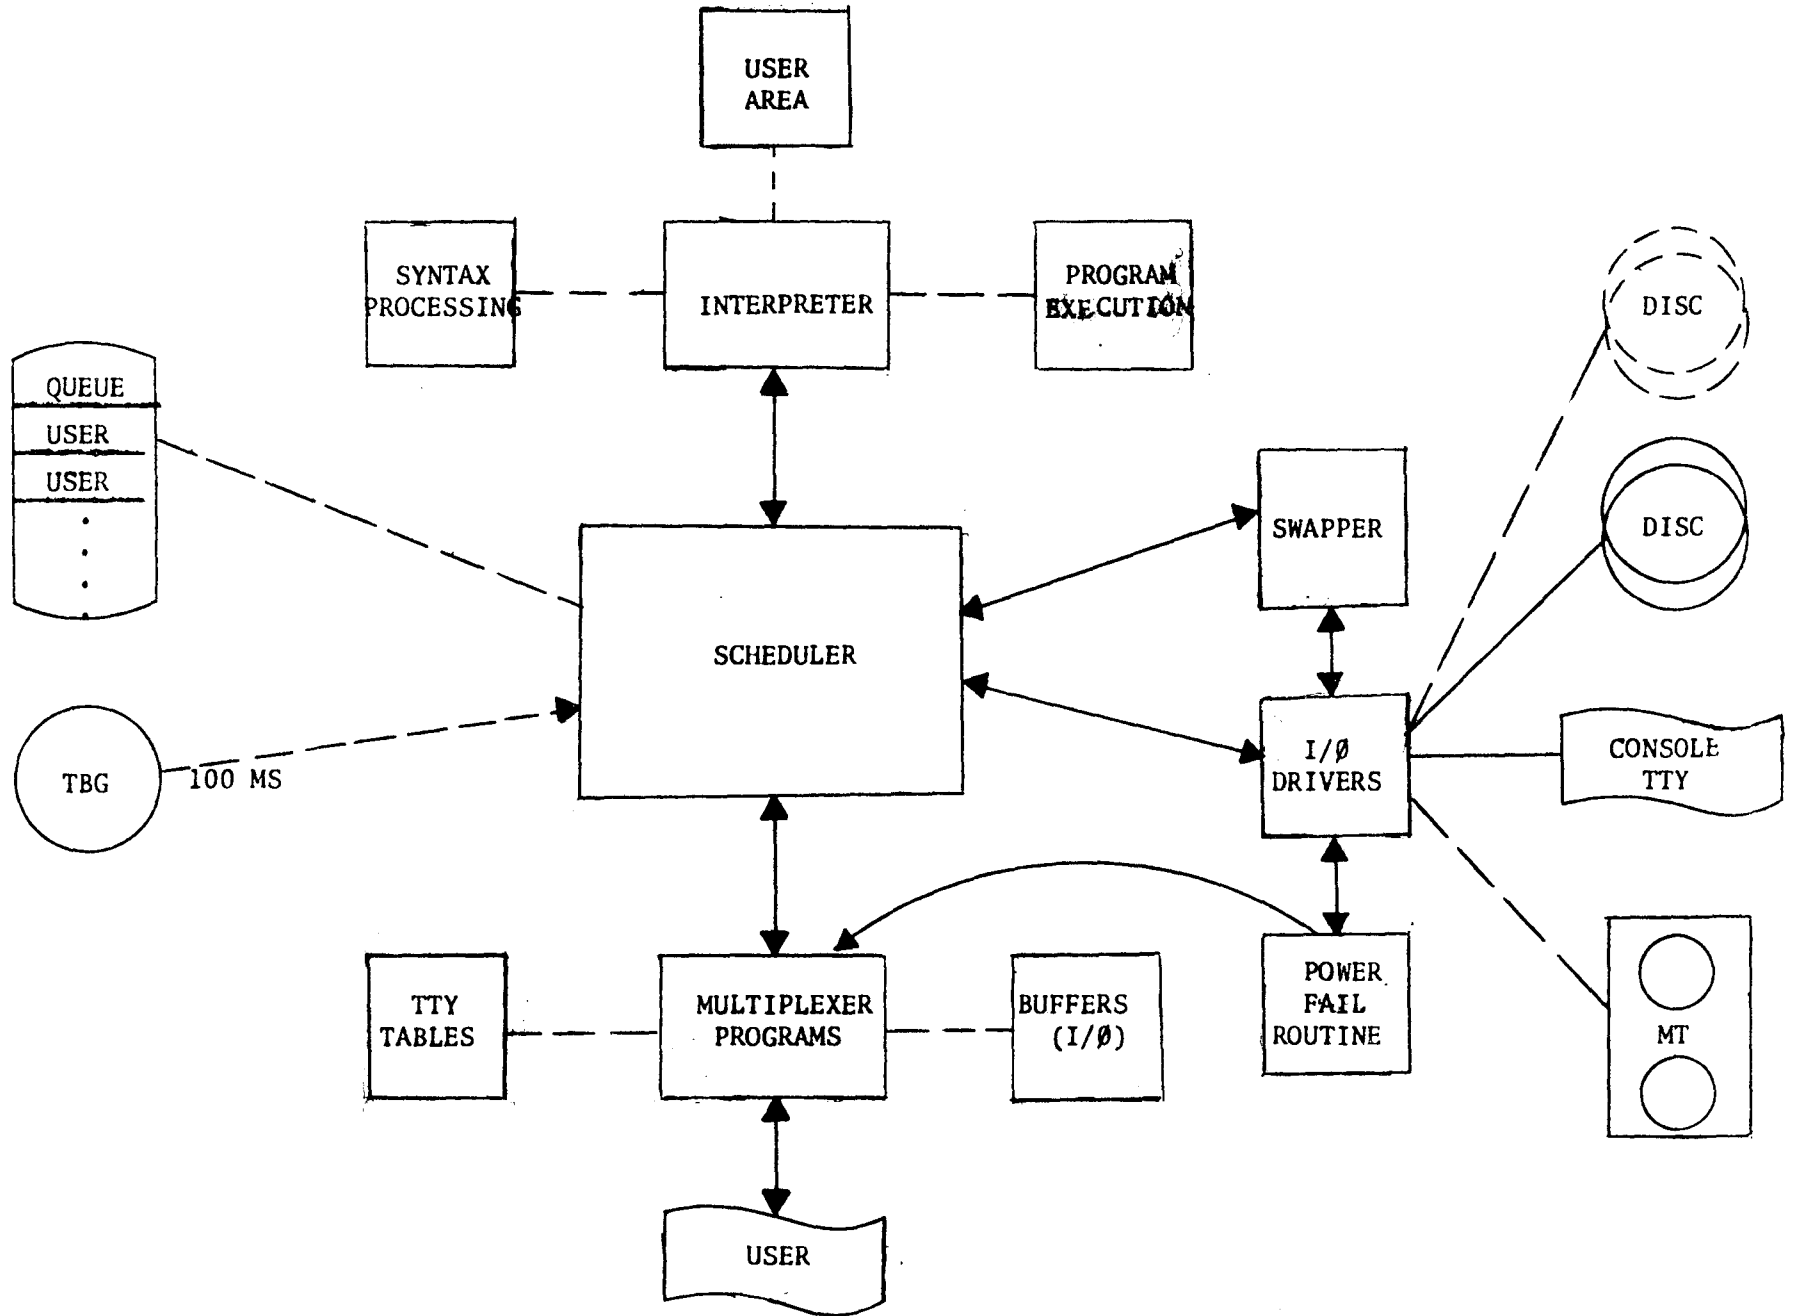 USER
AREA
SYNTAX
PROCESSING
INTERPRETER
PROGRAM
EXECUTION
DISC
QUEUE
USER
USER
SWAPPER
DISC
SCHEDULER
TBG
100 MS
I/Ø
DRIVERS
CONSOLE
TTY
TTY
TABLES
MULTIPLEXER
PROGRAMS
BUFFERS
(I/Ø)
POWER
FAIL
ROUTINE
MT
USER